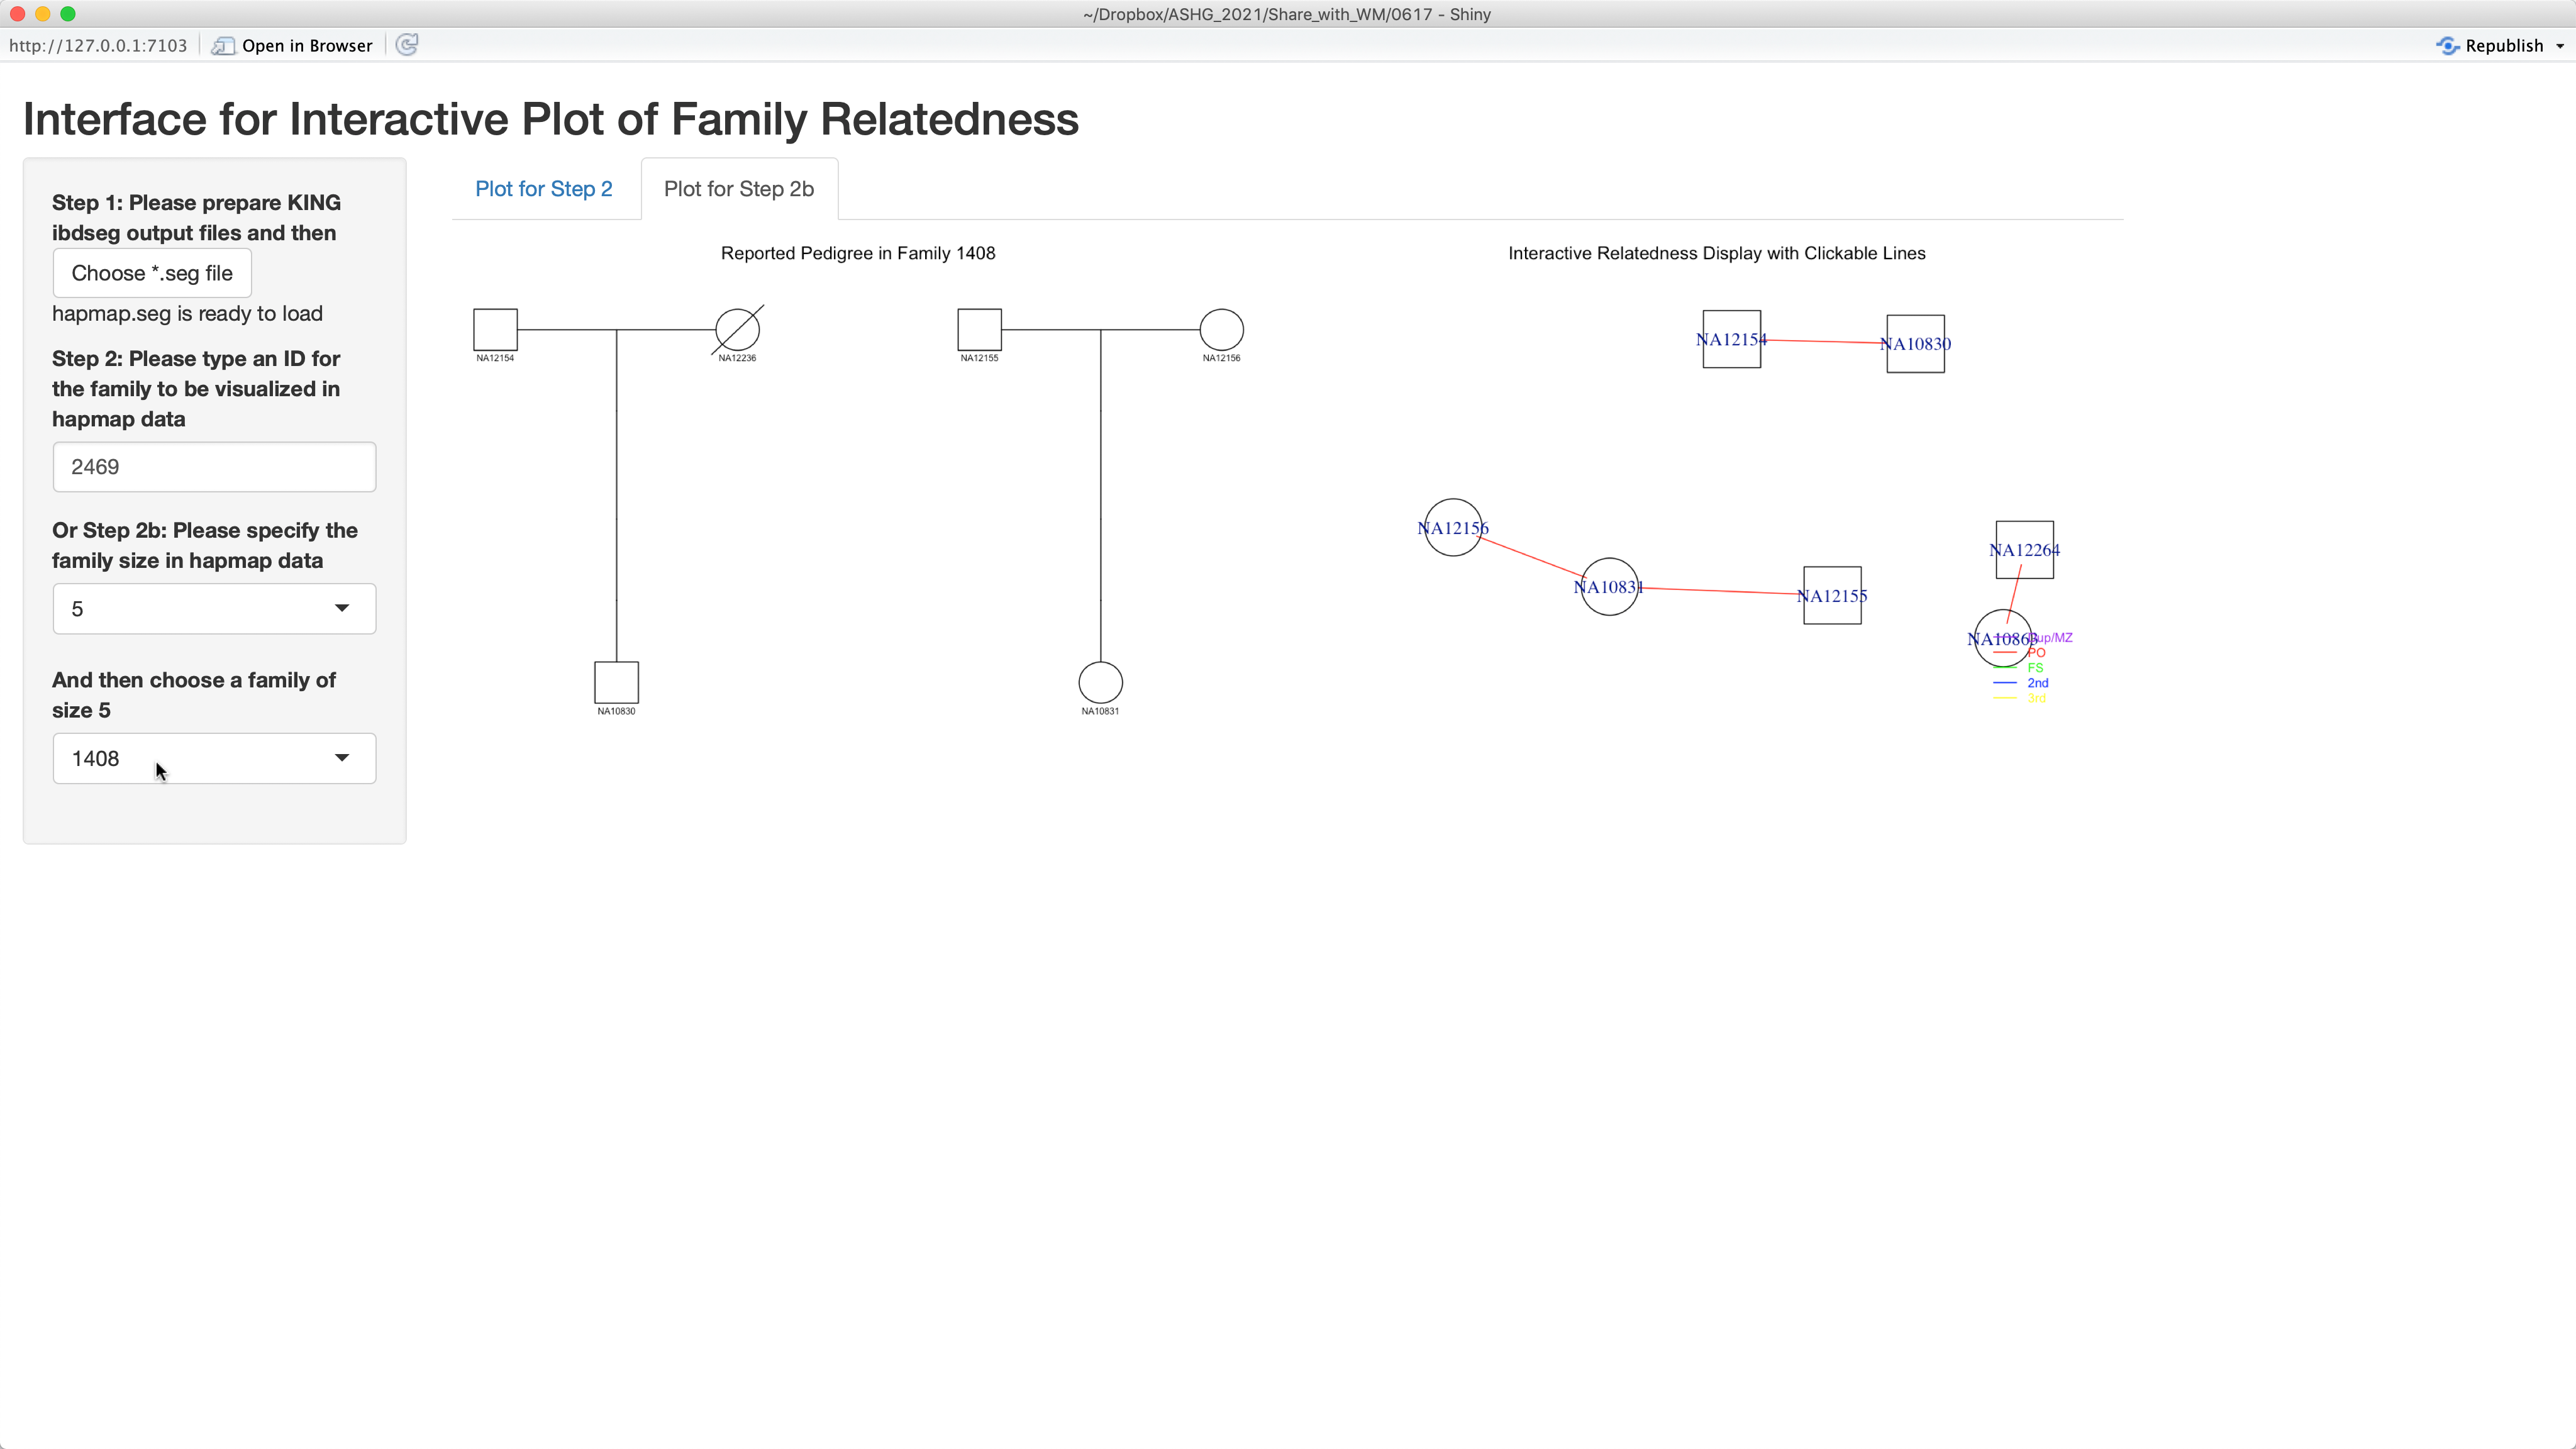 ~/Dropbox/ASHG_2021/Share_with_WM/0617 - Shiny
http://127.0.0.1:7103
Open in Browser
Republish
Interface for Interactive Plot of Family Relatedness
Step 1: Please prepare KING
ibdseg output files and then
Choose *.seg file
hapmap.seg is ready to load
Step 2: Please type an ID for
the family to be visualized in
hapmap data
2469
Or Step 2b: Please specify the
family size in hapmap data
5
And then choose a family of
size 5
1408
Plot for Step 2
Plot for Step 2b
Reported Pedigree in Family 1408
NA12154
NA12236
NA12155
NA12156
NA10830
NA10831
Interactive Relatedness Display with Clickable Lines
NA12154
NA10830
NA12156
NA10831
NA12155
NA12264
NA10863
Dup/MZ
PO
FS
2nd
3rd